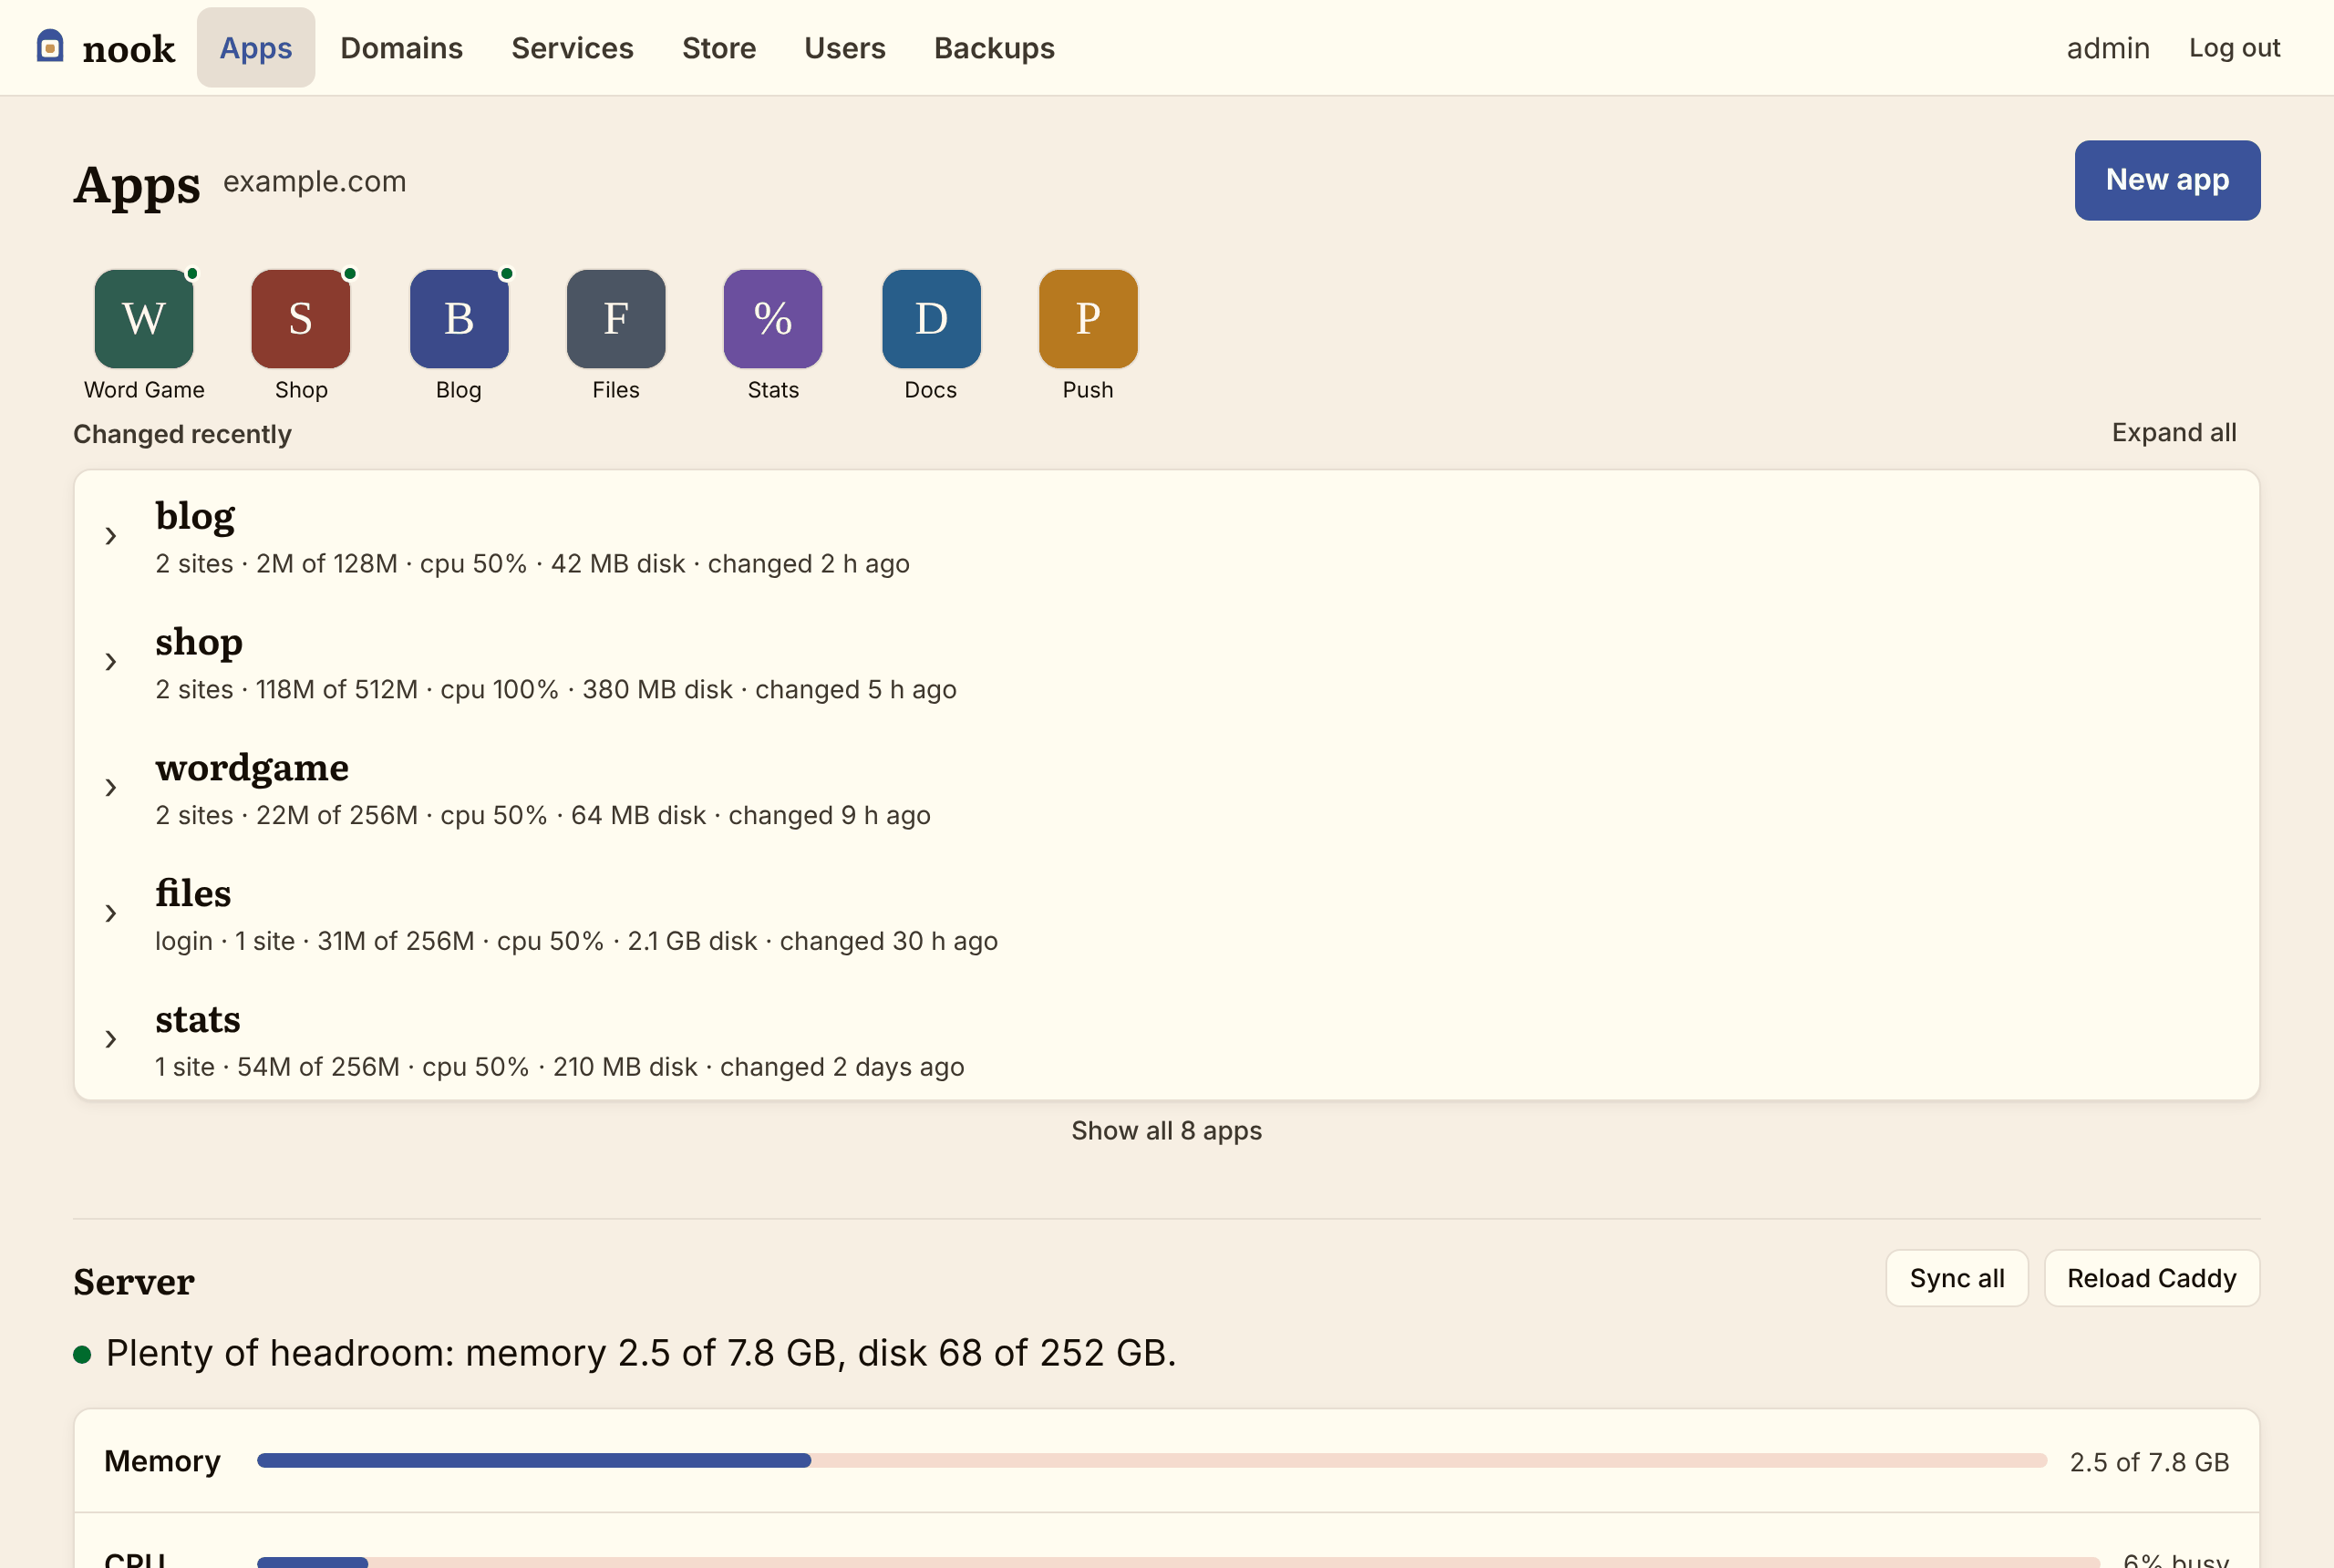 nook Apps Domains Services Store Users Backups admin Log out
Apps example.com New app
W S B F % D P
Word Game Shop Blog Files Stats Docs Push
Changed recently Expand all
› blog
2 sites · 2M of 128M · cpu 50% · 42 MB disk · changed 2 h ago
› shop
2 sites · 118M of 512M · cpu 100% · 380 MB disk · changed 5 h ago
› wordgame
2 sites · 22M of 256M · cpu 50% · 64 MB disk · changed 9 h ago
› files
login · 1 site · 31M of 256M · cpu 50% · 2.1 GB disk · changed 30 h ago
› stats
1 site · 54M of 256M · cpu 50% · 210 MB disk · changed 2 days ago
Show all 8 apps
Server Sync all Reload Caddy
Plenty of headroom: memory 2.5 of 7.8 GB, disk 68 of 252 GB.
Memory 2.5 of 7.8 GB
CPU 6% busy